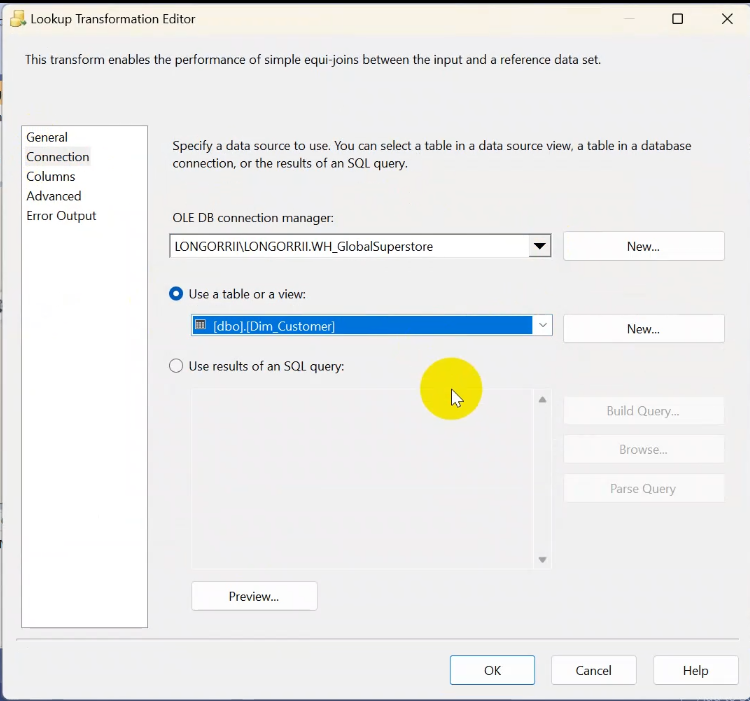 Lookup Transformation Editor
This transform enables the performance of simple equi-joins between the input and a reference data set.
General
Connection
Columns
Advanced
Error Output
Specify a data source to use. You can select a table in a data source view, a table in a database
connection, or the results of an SQL query.
OLE DB connection manager:
LONGORRII\LONGORRII.WH_GlobalSuperstore
New...
Use a table or a view:
[dbo].[Dim_Customer]
New...
Use results of an SQL query:
Build Query...
Browse...
Parse Query
Preview...
OK
Cancel
Help